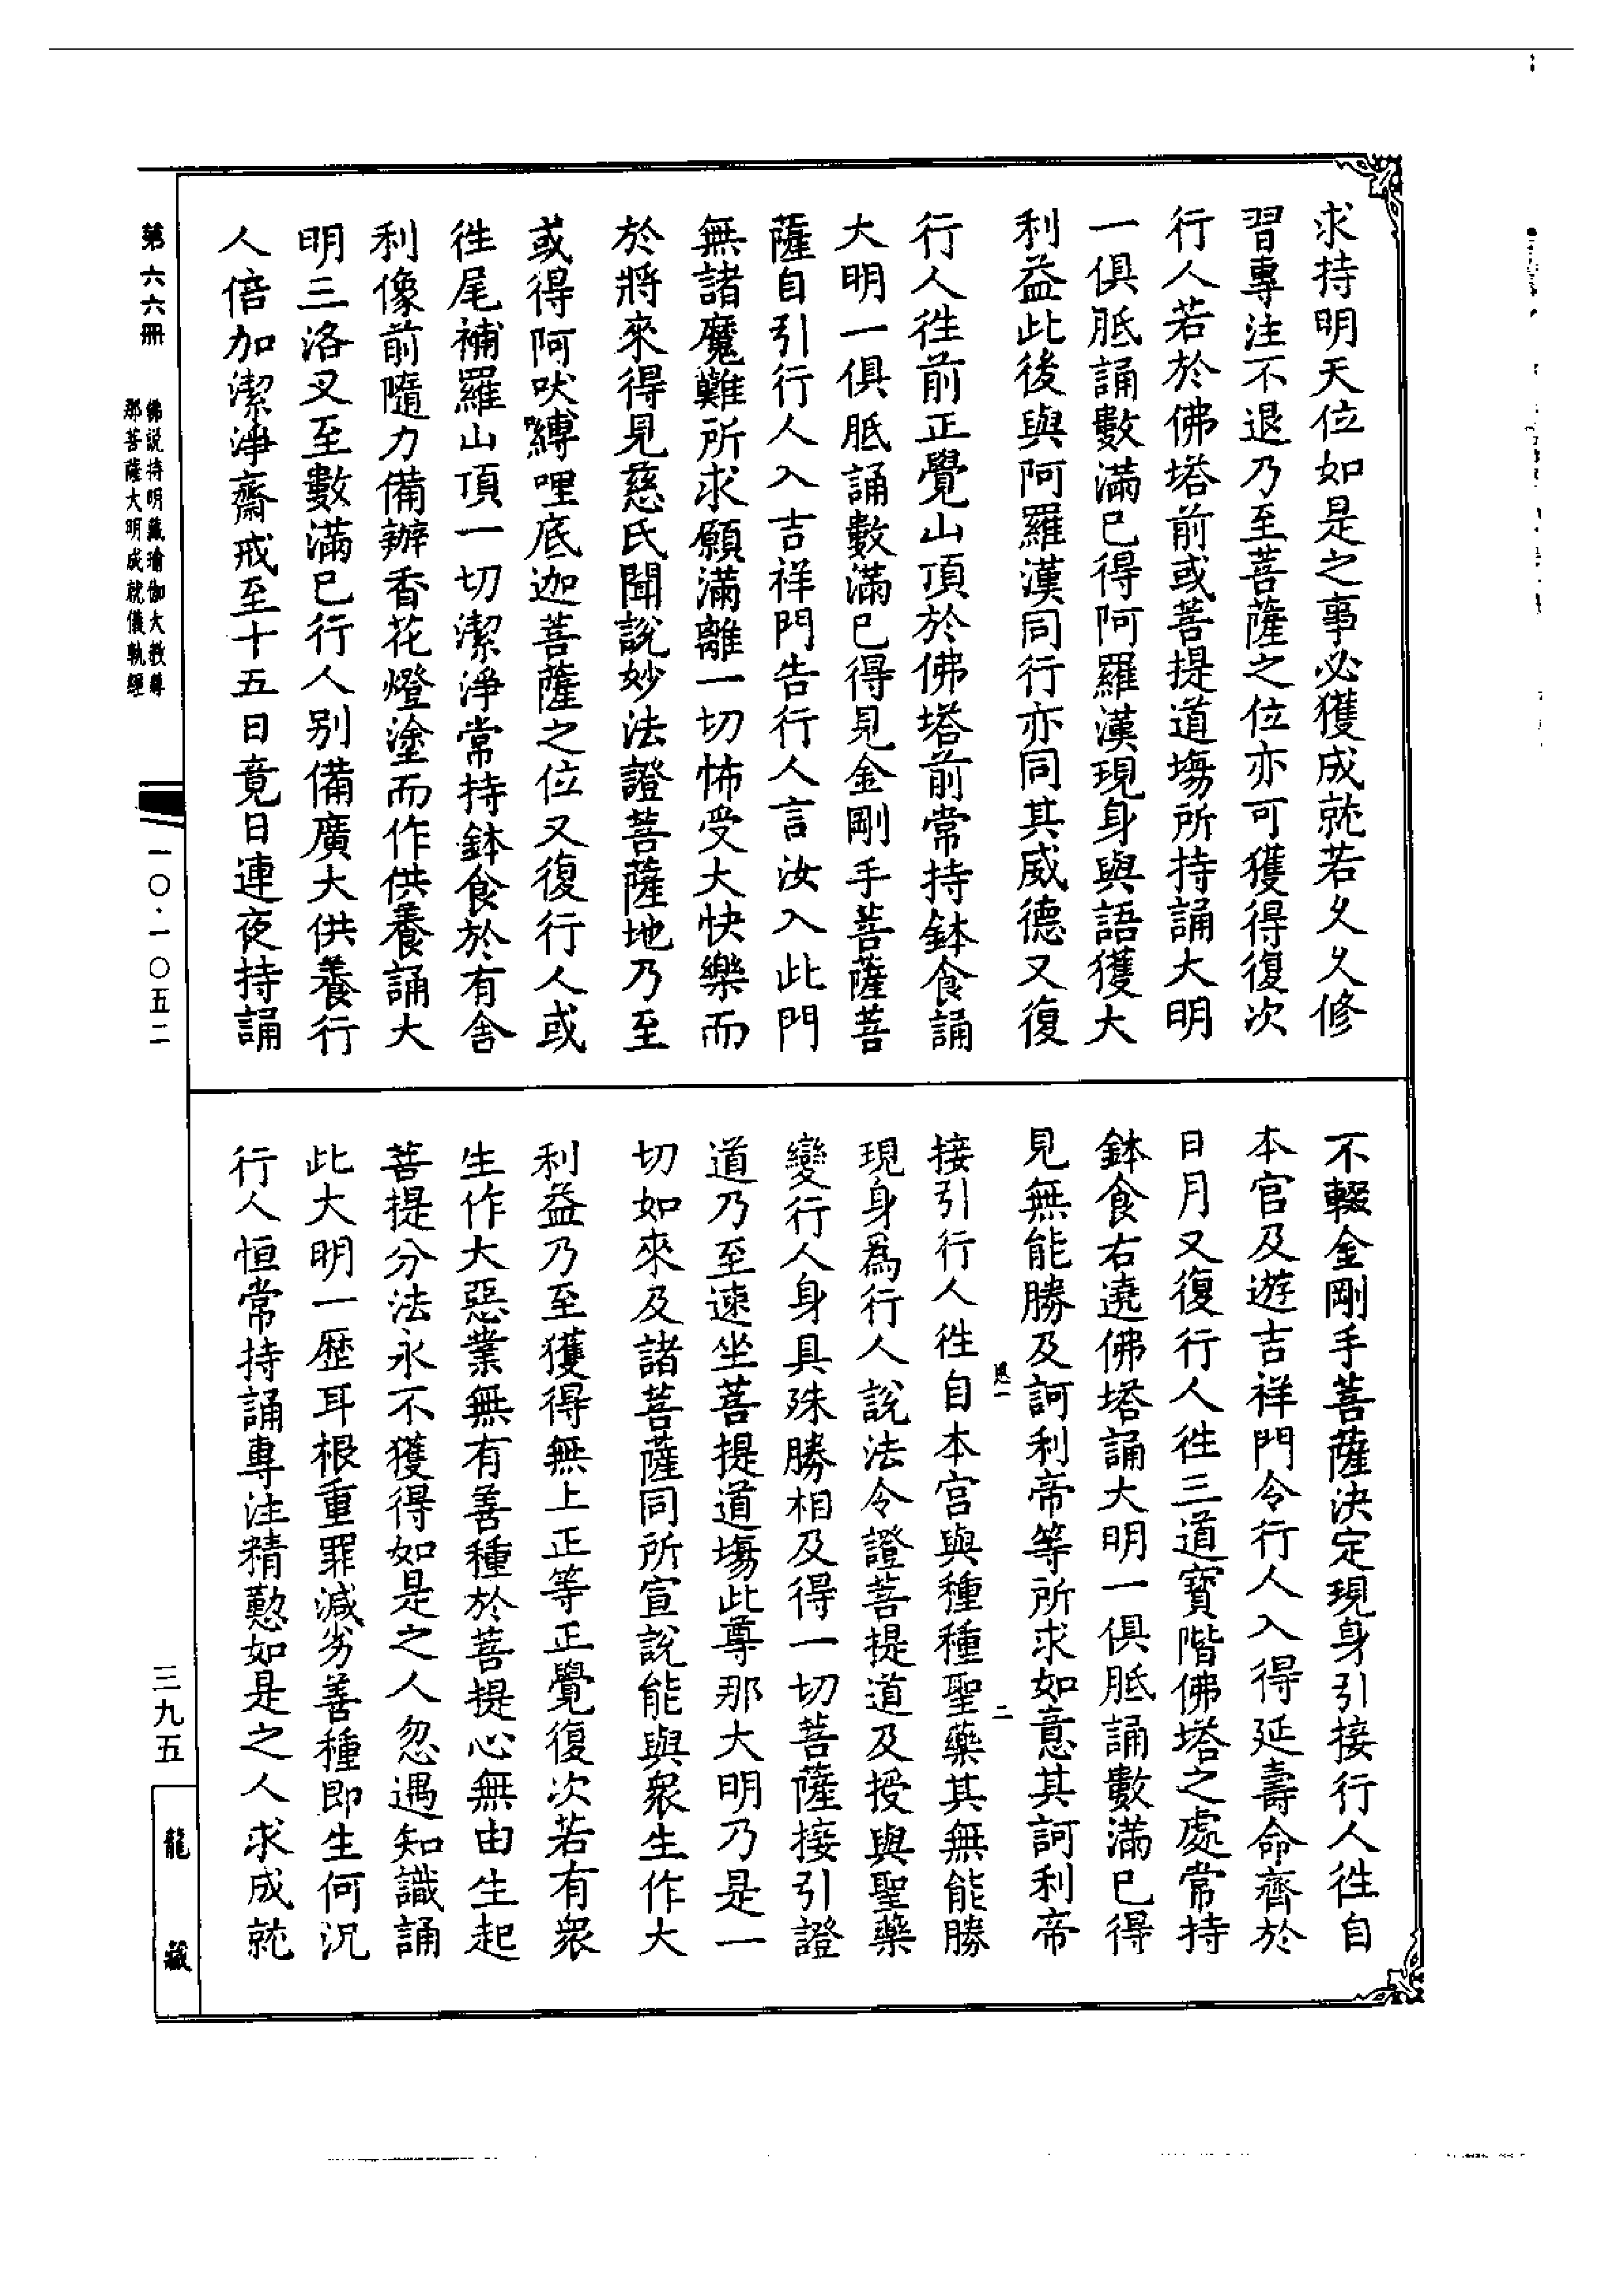 求持明天位如是之事必獲成就若久久修
習專注不退乃至菩薩之位亦可獲得復次
行人若於佛塔前或菩提道場所持誦大明
一俱胝誦數滿已得阿羅漢現身與語獲大
利益此後與阿羅漢同行亦同其威德又復
行人徃前正覺山頂於佛塔前常持鉢食誦
大明一俱胝誦數滿已得見金剛手菩薩菩
薩自引行人入吉祥門告行人言汝入此門
無諸魔難所求願滿離一切怖受大快樂而
於將來得見慈氏聞說妙法證菩薩地乃至
或得阿吠嚩哩底迦菩薩之位又復行人或
徃尾補羅山頂一切潔淨常持鉢食於有舍
利像前隨力備辦香花燈塗而作供養誦大
明三洛叉至數滿已行人別備廣大供養行
人倍加潔淨齋戒至十五日竟日連夜持誦
不輟金剛手菩薩決定現身引接行人徃自
本宮及遊吉祥門令行人入得延壽命齊於
日月又復行人徃三道寶階佛塔之處常持
鉢食右遶佛塔誦大明一俱胝誦數滿已得
見無能勝及訶利帝等所求如意其訶利帝
接引行人徃自本宮與種種聖藥其無能勝
現身爲行人說法令證菩提道及授與聖藥
變行人身具殊勝相及得一切菩薩接引證
道乃至速坐菩提道場此尊那大明乃是一
切如來及諸菩薩同所宣說能與衆生作大
利益乃至獲得無上正等正覺復次若有衆
生作大惡業無有善種於菩提心無由生起
菩提分法永不獲得如是之人忽遇知識誦
此大明一歷耳根重罪減劣善種即生何況
行人恒常持誦專注精懃如是之人求成就
第六六冊
佛說持明藏瑜伽大教尊
那菩薩大明成就儀軌經
一〇·一〇五二
三九五
龍藏
二